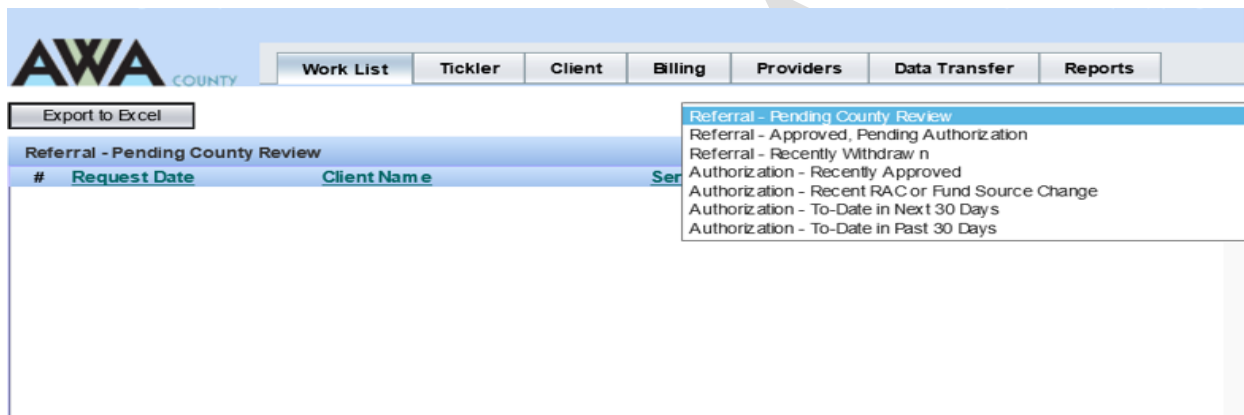 AWA COUNTY
Work List Tickler Client Billing Providers Data Transfer Reports
Export to Excel
Referral - Pending County Review
Referral - Approved, Pending Authorization
Referral - Recently Withdrawn
Authorization - Recently Approved
Authorization - Recent RAC or Fund Source Change
Authorization - To-Date in Next 30 Days
Authorization - To-Date in Past 30 Days
Referral - Pending County Review
# Request Date Client Name Ser